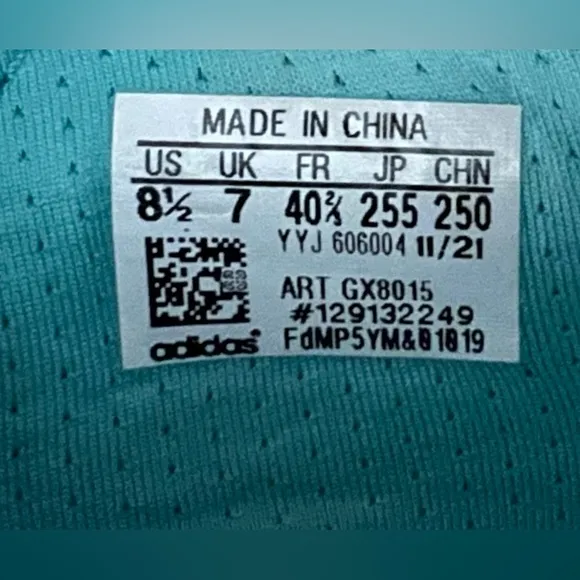 MADE IN CHINA
US UK FR JP CHN
8½ 7 40⅔ 255 250
YYJ 606004 11/21
ART GX8015
#129132249
adidas FdMP5YM&01019